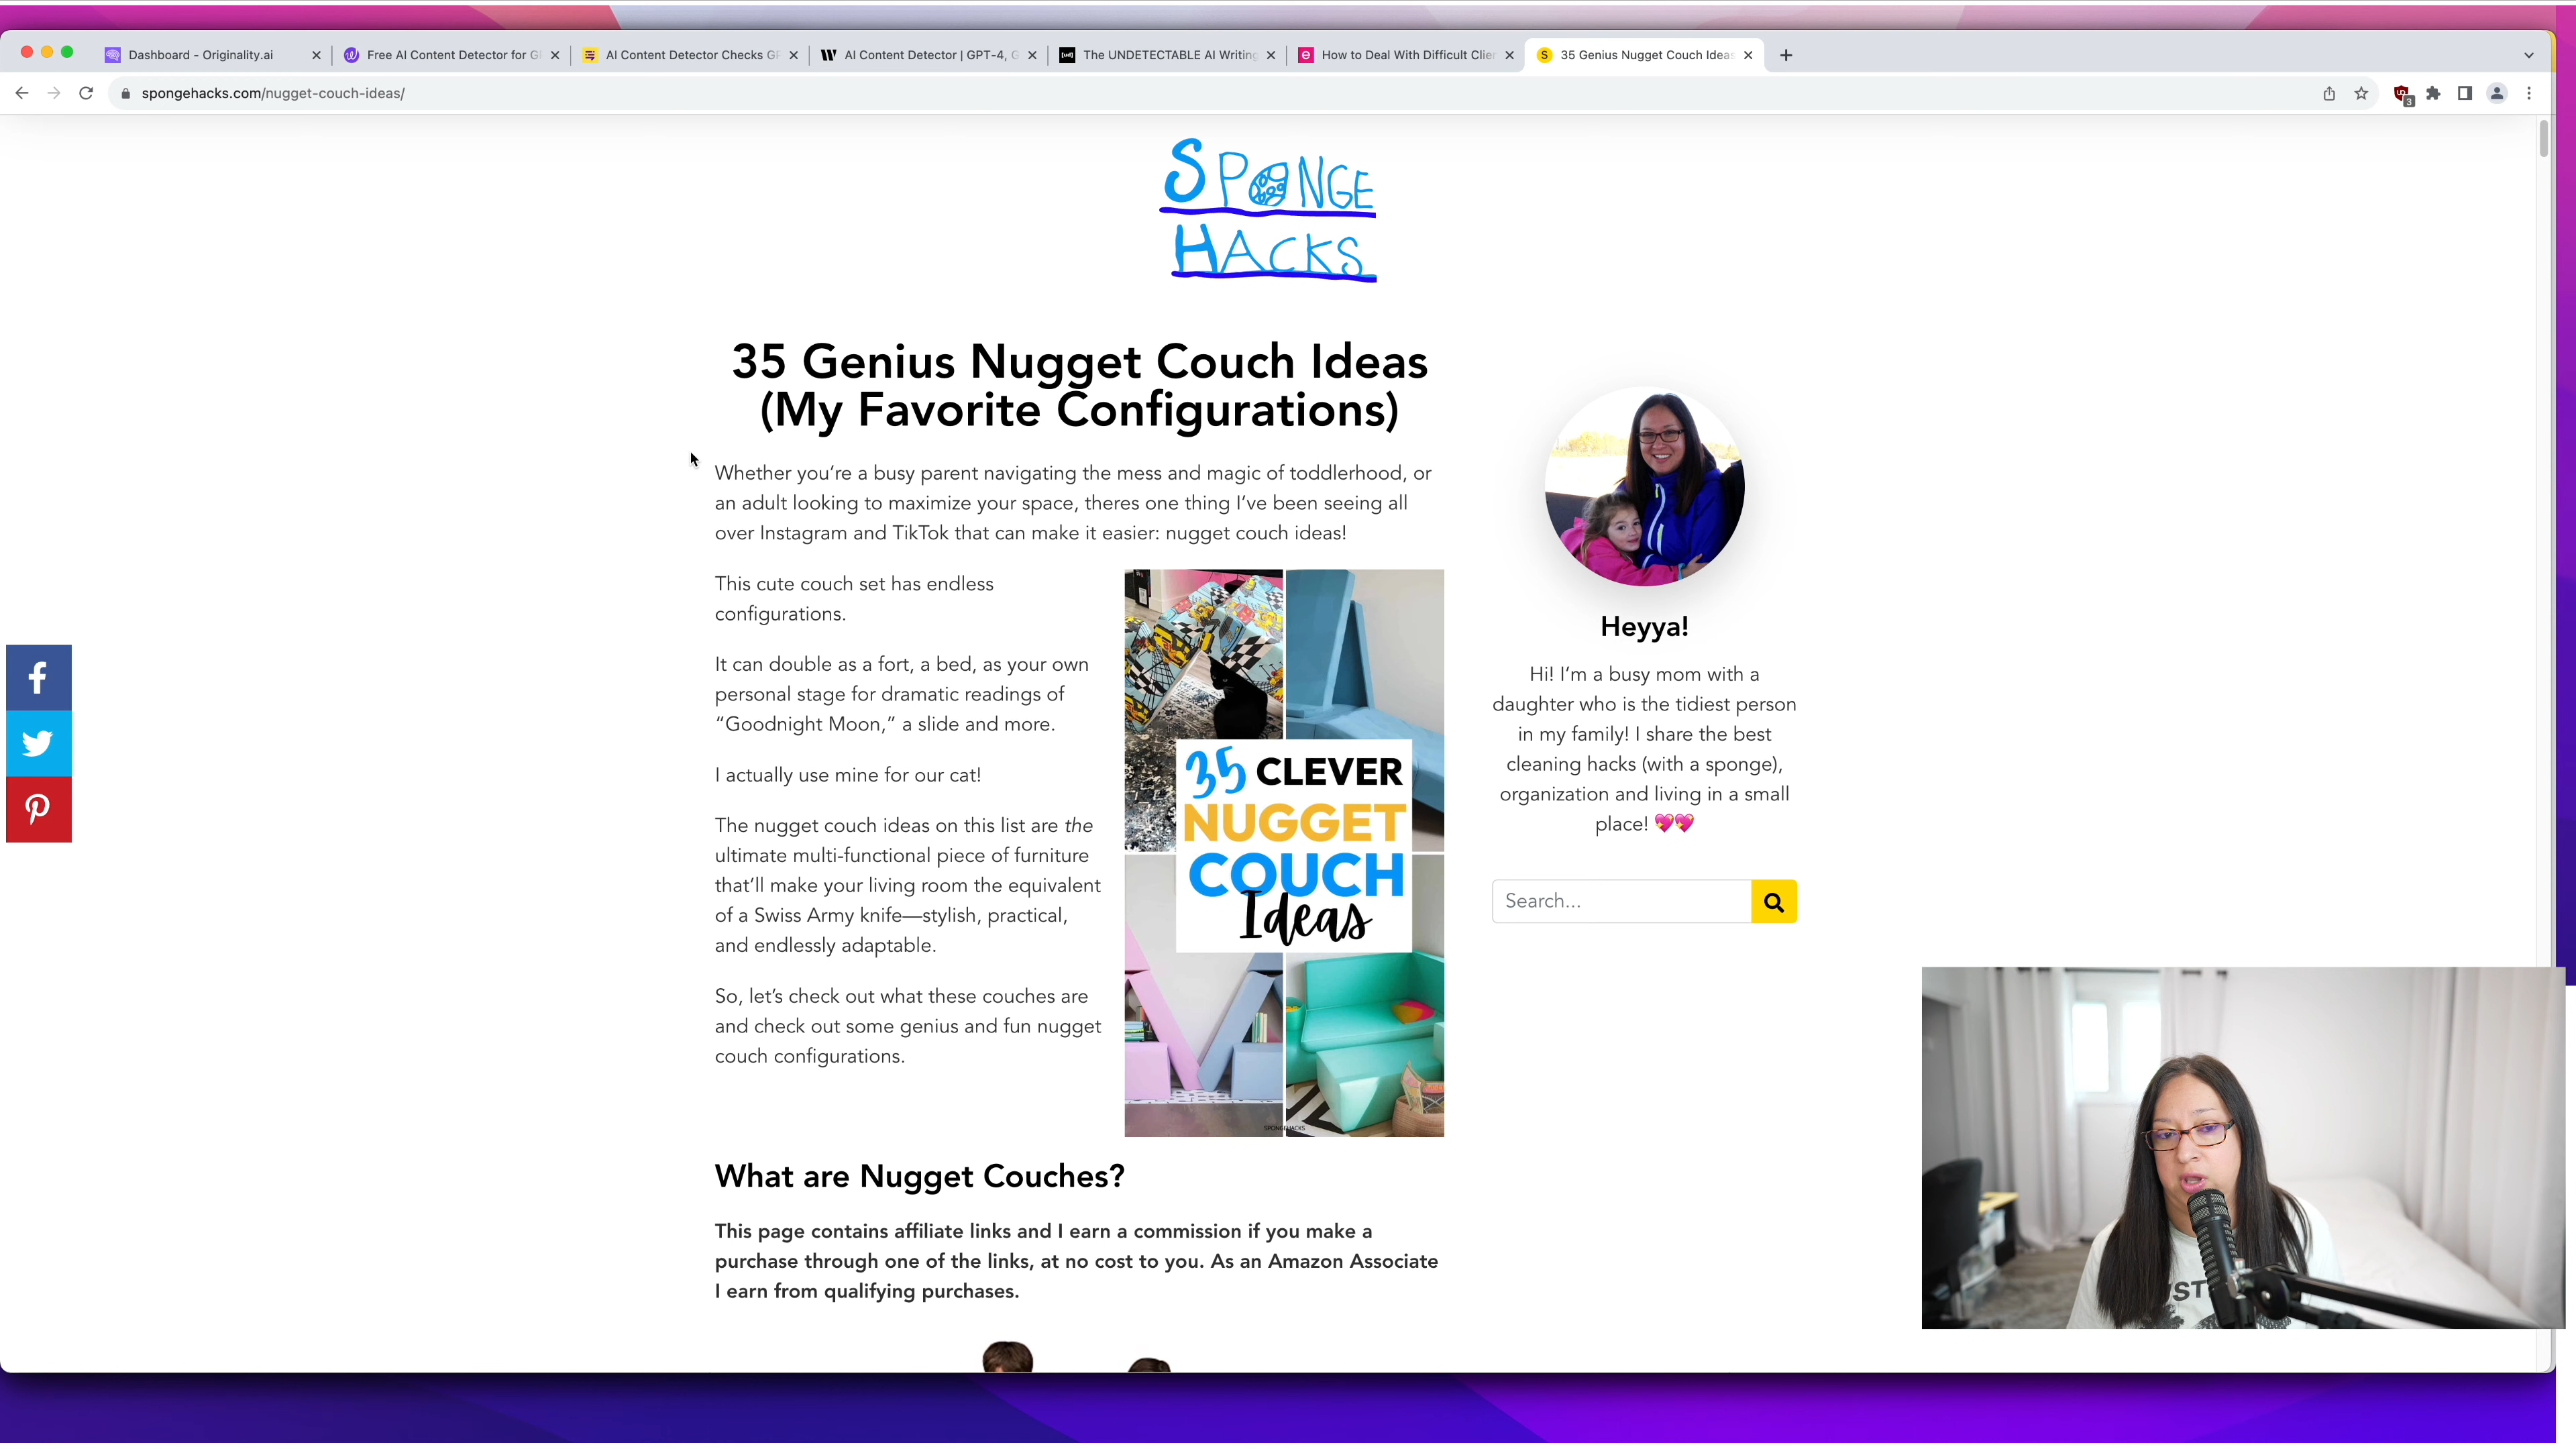 Dashboard - Originality.ai
Free AI Content Detector for G
AI Content Detector Checks GP
AI Content Detector | GPT-4, G
The UNDETECTABLE AI Writing
How to Deal With Difficult Clien
35 Genius Nugget Couch Ideas
spongehacks.com/nugget-couch-ideas/
3
SPONGE
HACKS
35 Genius Nugget Couch Ideas
(My Favorite Configurations)
Whether you're a busy parent navigating the mess and magic of toddlerhood, or
an adult looking to maximize your space, theres one thing I've been seeing all
over Instagram and TikTok that can make it easier: nugget couch ideas!
This cute couch set has endless
configurations.
It can double as a fort, a bed, as your own
personal stage for dramatic readings of
“Goodnight Moon,” a slide and more.
I actually use mine for our cat!
The nugget couch ideas on this list are the
ultimate multi-functional piece of furniture
that'll make your living room the equivalent
of a Swiss Army knife—stylish, practical,
and endlessly adaptable.
So, let's check out what these couches are
and check out some genius and fun nugget
couch configurations.
35 CLEVER
NUGGET
COUCH
Ideas
SPONGEHACKS
What are Nugget Couches?
This page contains affiliate links and I earn a commission if you make a
purchase through one of the links, at no cost to you. As an Amazon Associate
I earn from qualifying purchases.
Heyya!
Hi! I'm a busy mom with a
daughter who is the tidiest person
in my family! I share the best
cleaning hacks (with a sponge),
organization and living in a small
place! 💖💖
Search...